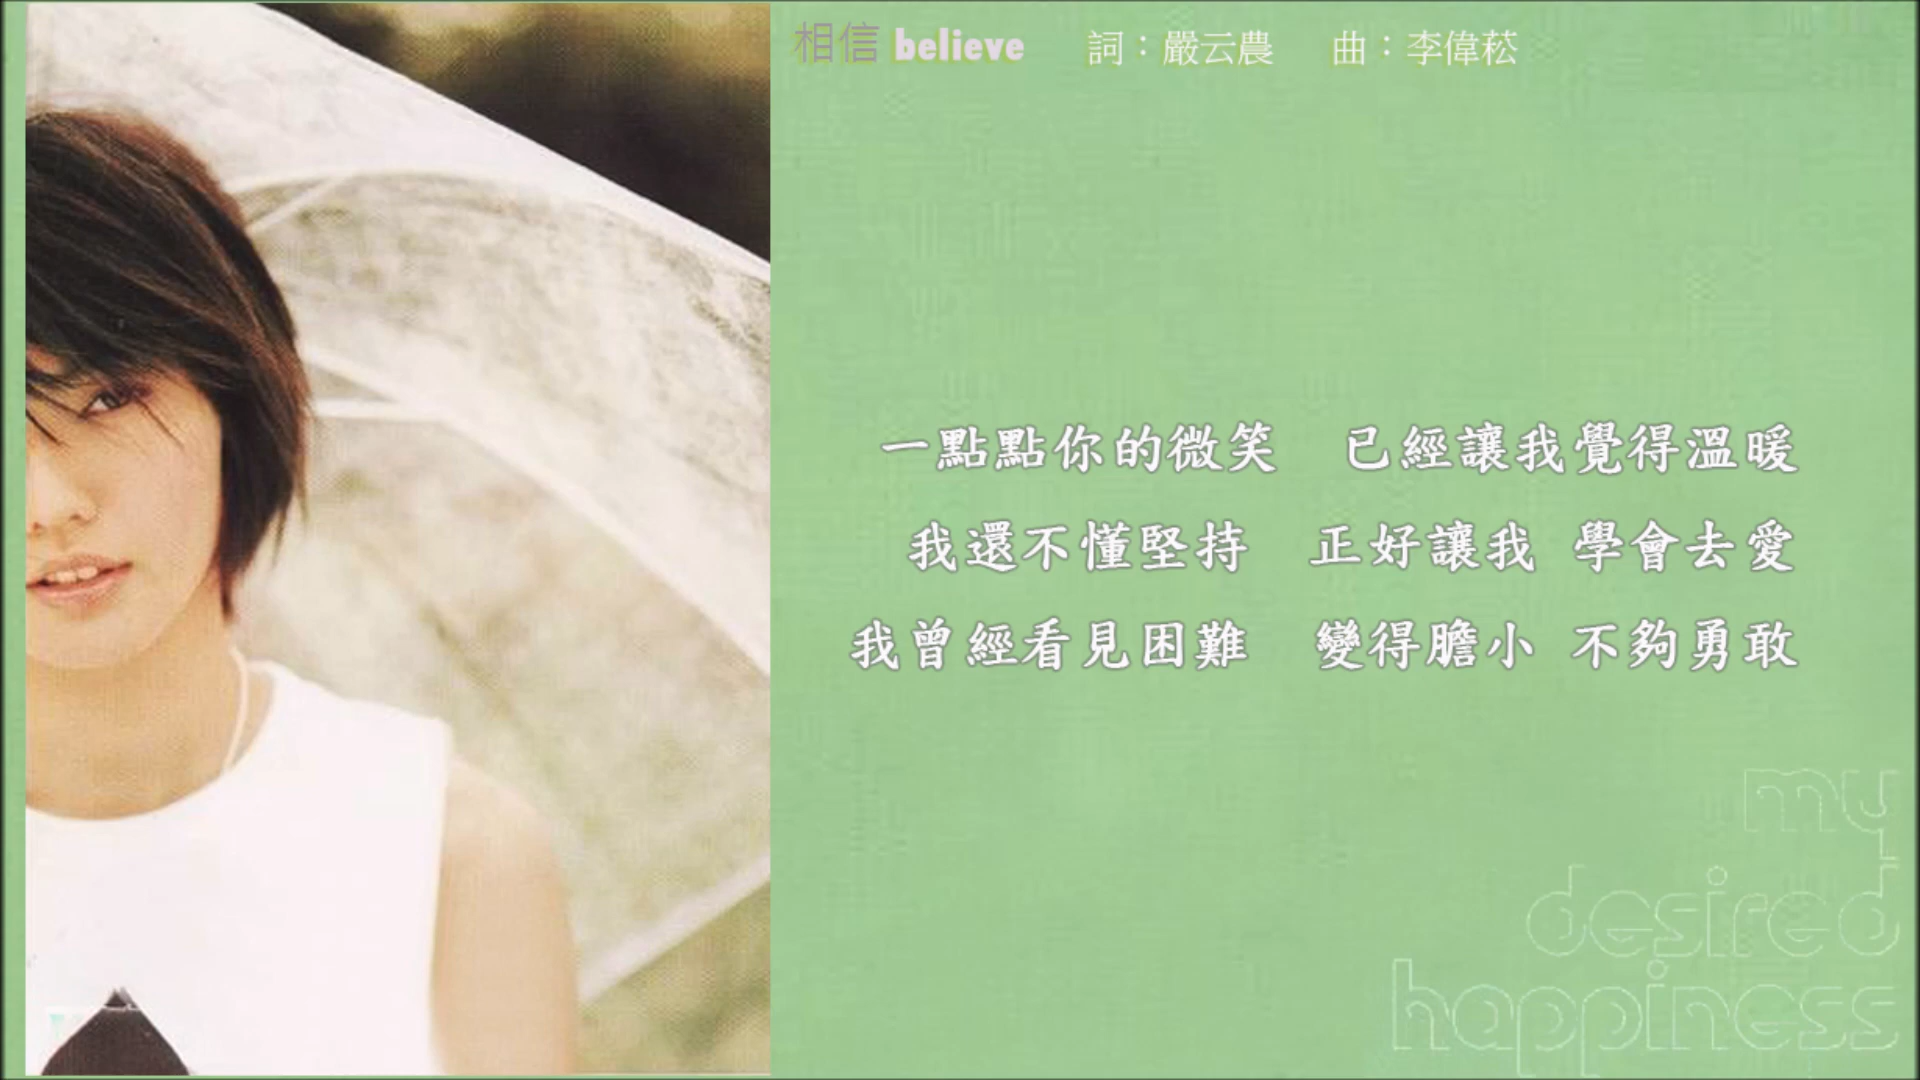 相信 believe 詞：嚴云農 曲：李偉菘
一點點你的微笑 已經讓我覺得溫暖
我還不懂堅持 正好讓我 學會去愛
我曾經看見困難 變得膽小 不夠勇敢
my
desired
happiness